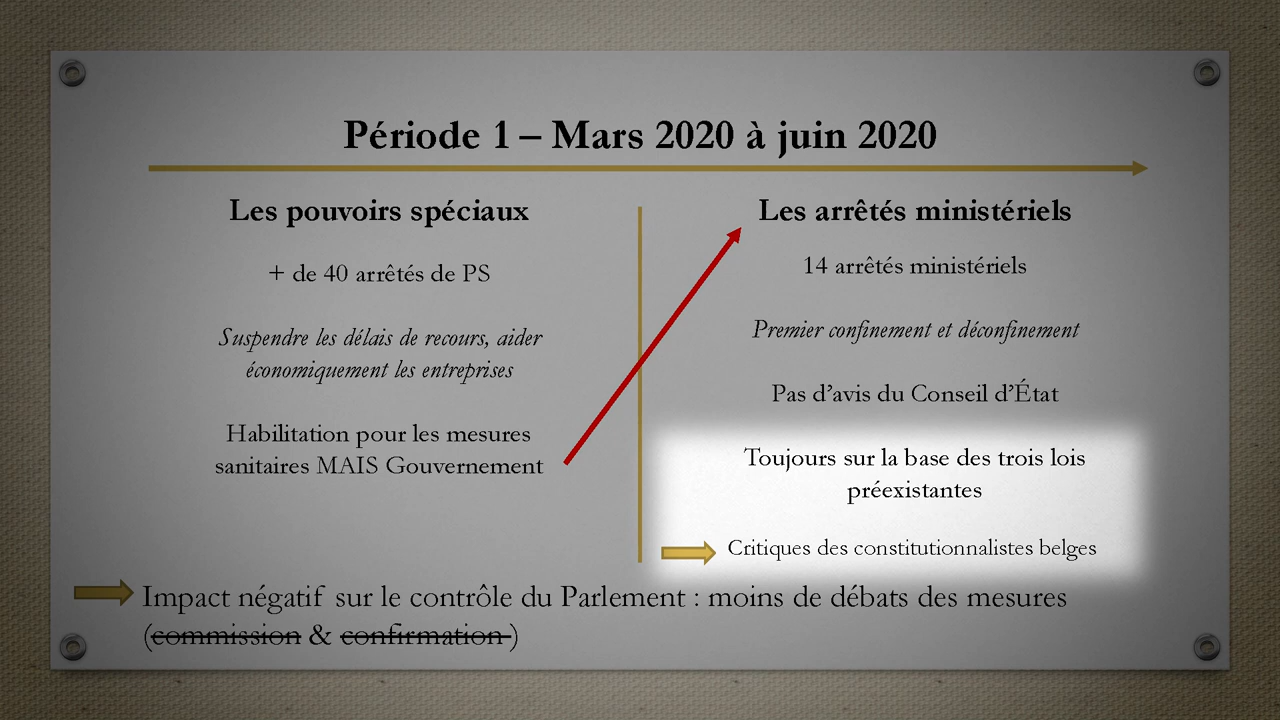 Période 1 – Mars 2020 à juin 2020
Les pouvoirs spéciaux
+ de 40 arrêtés de PS
Suspendre les délais de recours, aider
économiquement les entreprises
Habilitation pour les mesures
sanitaires MAIS Gouvernement
Les arrêtés ministériels
14 arrêtés ministériels
Premier confinement et déconfinement
Pas d’avis du Conseil d’État
Toujours sur la base des trois lois
préexistantes
Critiques des constitutionnalistes belges
Impact négatif sur le contrôle du Parlement : moins de débats des mesures
(commission & confirmation )